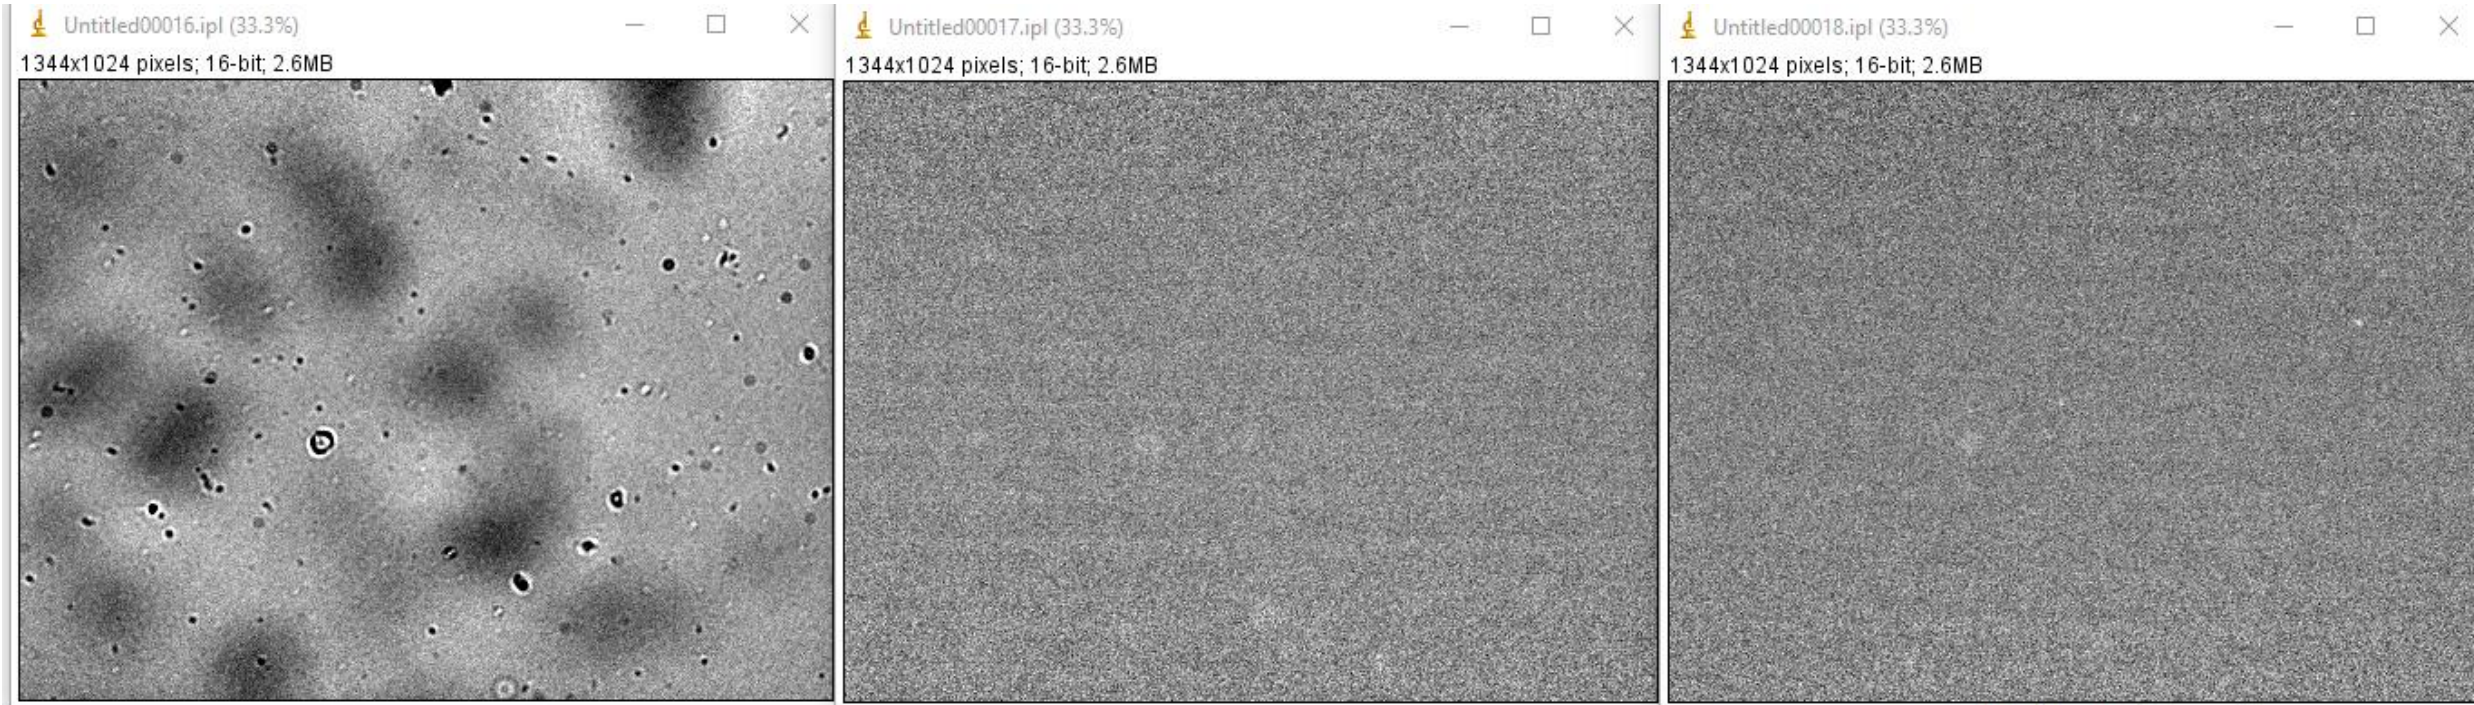 Untitled00016.ipl (33.3%)
1344x1024 pixels; 16-bit; 2.6MB
Untitled00017.ipl (33.3%)
1344x1024 pixels; 16-bit; 2.6MB
Untitled00018.ipl (33.3%)
1344x1024 pixels; 16-bit; 2.6MB